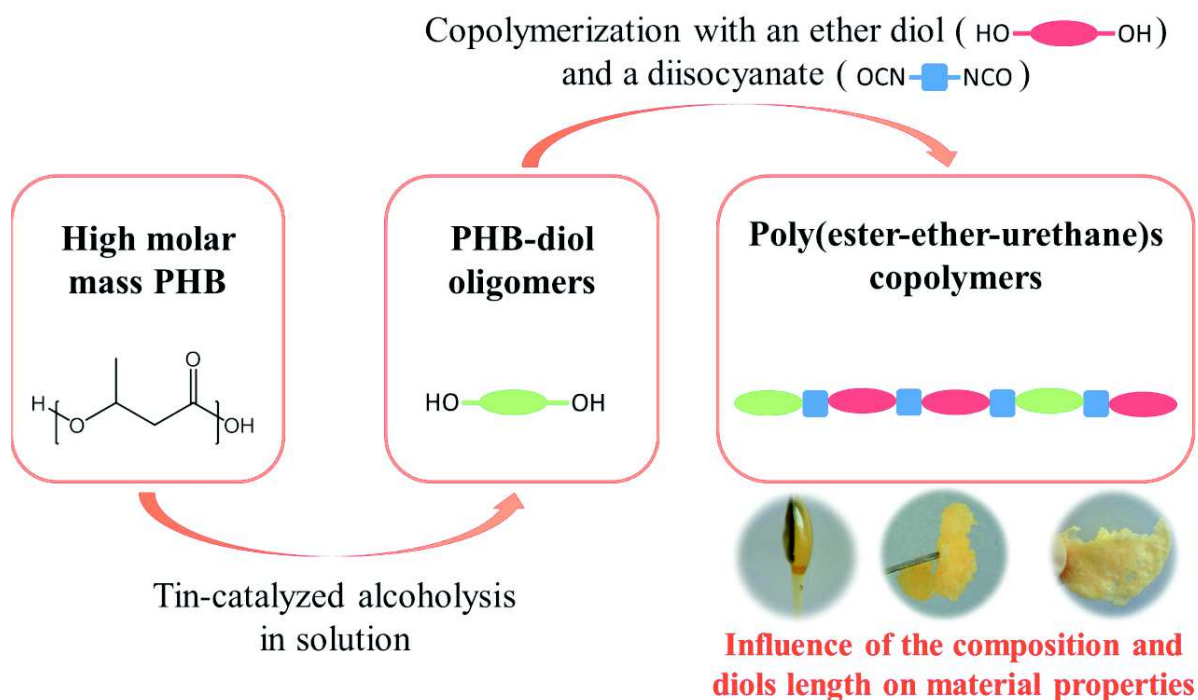 Copolymerization with an ether diol ( HO OH )
and a diisocyanate ( OCN NCO )
High molar
mass PHB
H O O OH
PHB-diol
oligomers
HO OH
Poly(ester-ether-urethane)s
copolymers
Tin-catalyzed alcoholysis
in solution
Influence of the composition and
diols length on material properties